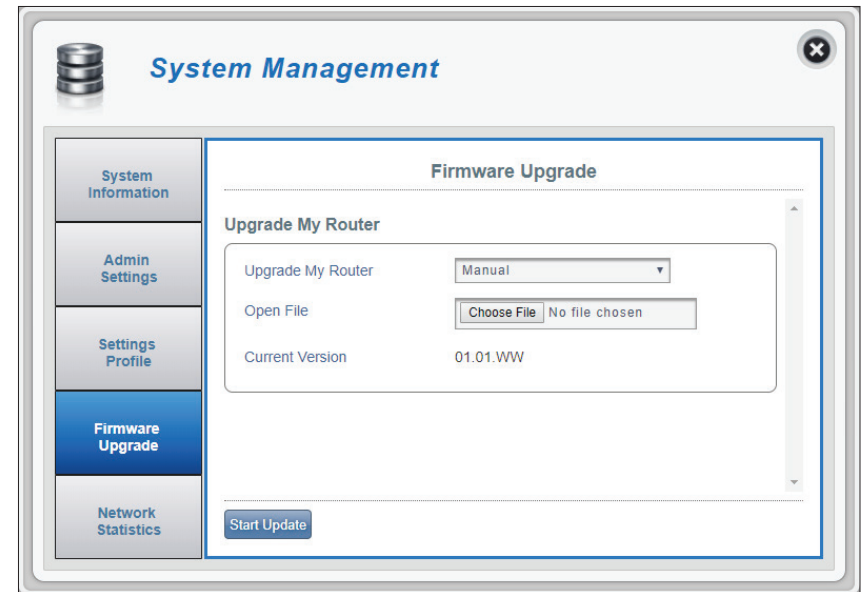 System Management
System
Information
Admin
Settings
Settings
Profile
Firmware
Upgrade
Network
Statistics
Firmware Upgrade
Upgrade My Router
Upgrade My Router Manual
Open File Choose File No file chosen
Current Version 01.01.WW
Start Update